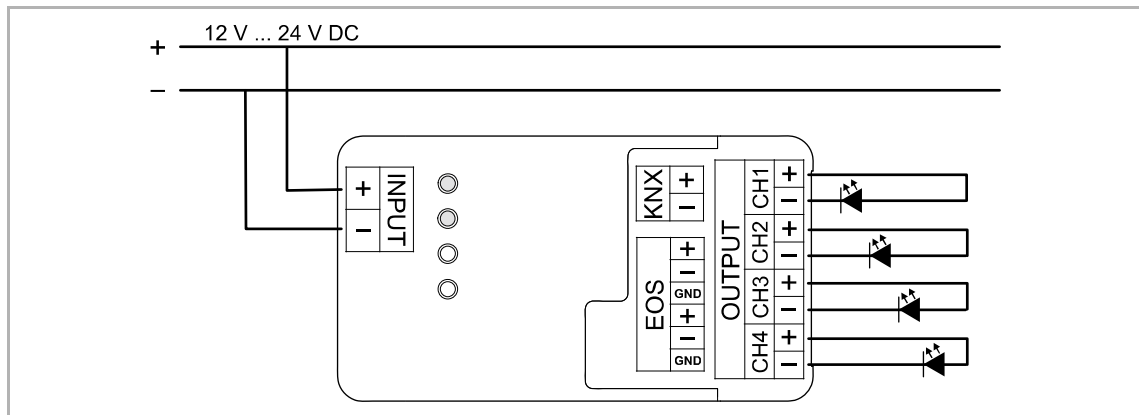 12 V ... 24 V DC
+
−
INPUT
+
−
KNX
+
−
EOS
+
−
GND
+
−
GND
OUTPUT
CH1
+
−
CH2
+
−
CH3
+
−
CH4
+
−